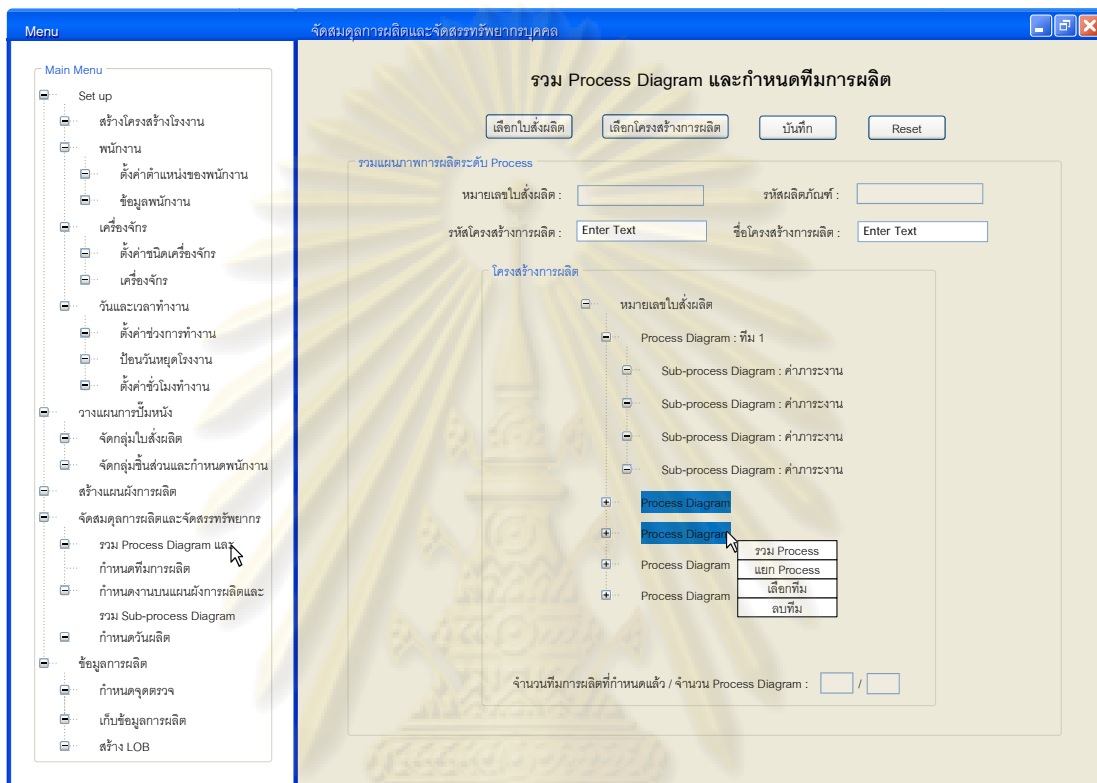 Menu
Main Menu
Set up
สร้างโครงสร้างโรงงาน
พนักงาน
ตั้งค่าตำแหน่งของพนักงาน
ข้อมูลพนักงาน
เครื่องจักร
ตั้งค่าชนิดเครื่องจักร
เครื่องจักร
วันและเวลาทำงาน
ตั้งค่าช่วงการทำงาน
ป้อนวันหยุดโรงงาน
ตั้งค่าชั่วโมงทำงาน
วางแผนการปั๊มหนัง
จัดกลุ่มใบสั่งผลิต
จัดกลุ่มชิ้นส่วนและกำหนดพนักงาน
สร้างแผนผังการผลิต
จัดสมดุลการผลิตและจัดสรรทรัพยากร
รวม Process Diagram และ
กำหนดทีมการผลิต
กำหนดงานบนแผนผังการผลิตและ
รวม Sub-process Diagram
กำหนดวันผลิต
ข้อมูลการผลิต
กำหนดจุดตรวจ
เก็บข้อมูลการผลิต
สร้าง LOB
จัดสมดุลการผลิตและจัดสรรทรัพยากรบุคคล
รวม Process Diagram และกำหนดทีมการผลิต
เลือกใบสั่งผลิต เลือกโครงสร้างการผลิต บันทึก Reset
รวมแผนภาพการผลิตระดับ Process
หมายเลขใบสั่งผลิต : รหัสผลิตภัณฑ์ :
รหัสโครงสร้างการผลิต : Enter Text ชื่อโครงสร้างการผลิต : Enter Text
โครงสร้างการผลิต
หมายเลขใบสั่งผลิต
Process Diagram : ทีม 1
Sub-process Diagram : ค่าภาระงาน
Sub-process Diagram : ค่าภาระงาน
Sub-process Diagram : ค่าภาระงาน
Sub-process Diagram : ค่าภาระงาน
Process Diagram
Process Diagram
Process Diagram
Process Diagram
รวม Process
แยก Process
เลือกทีม
ลบทีม
จำนวนทีมการผลิตที่กำหนดแล้ว / จำนวน Process Diagram : /